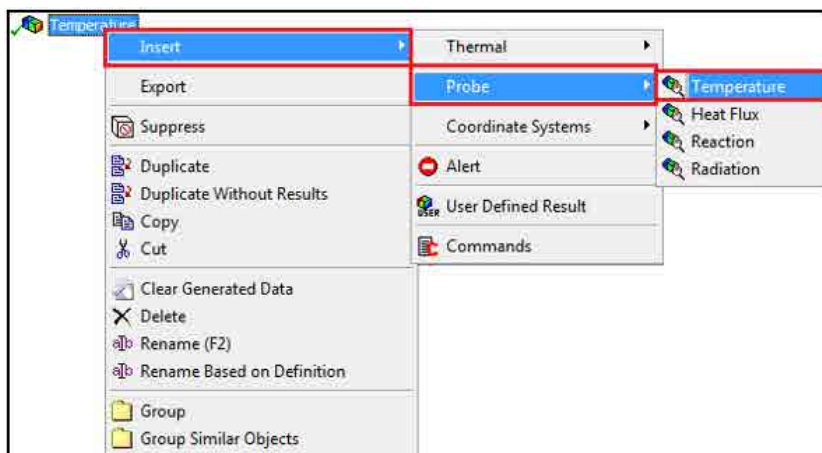 Temperature
Insert
Export
Suppress
Duplicate
Duplicate Without Results
Copy
Cut
Clear Generated Data
Delete
Rename (F2)
Rename Based on Definition
Group
Group Similar Objects
Thermal
Probe
Coordinate Systems
Alert
USER User Defined Result
Commands
Temperature
Heat Flux
Reaction
Radiation